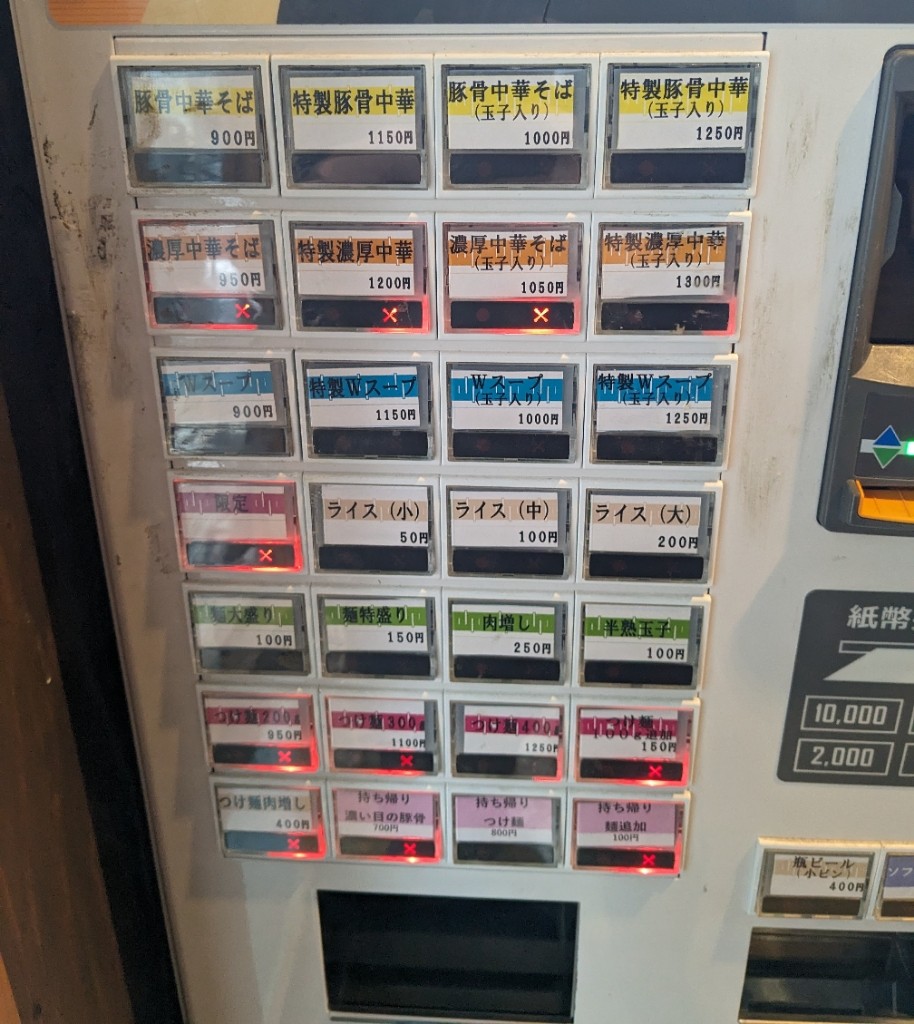 豚骨中華そば
900円
特製豚骨中華
1150円
豚骨中華そば
(玉子入り)
1000円
特製豚骨中華
(玉子入り)
1250円
濃厚中華そば
950円
×
特製濃厚中華
1200円
×
濃厚中華そば
(玉子入り)
1050円
×
特製濃厚中華
(玉子入り)
1300円
Wスープ
900円
特製Wスープ
1150円
Wスープ
(玉子入り)
1000円
特製Wスープ
(玉子入り)
1250円
限定
×
ライス(小)
50円
ライス(中)
100円
ライス(大)
200円
麺大盛り
100円
麺特盛り
150円
肉増し
250円
半熟玉子
100円
つけ麺200g
950円
×
つけ麺300g
1100円
×
つけ麺400g
1250円
つけ麺
100g追加
150円
×
つけ麺肉増し
400円
×
持ち帰り
濃い目の豚骨
700円
×
持ち帰り
つけ麺
800円
持ち帰り
麺追加
100円
×
紙幣
10,000
2,000
瓶ビール
(小ビン)
400円
ソフ